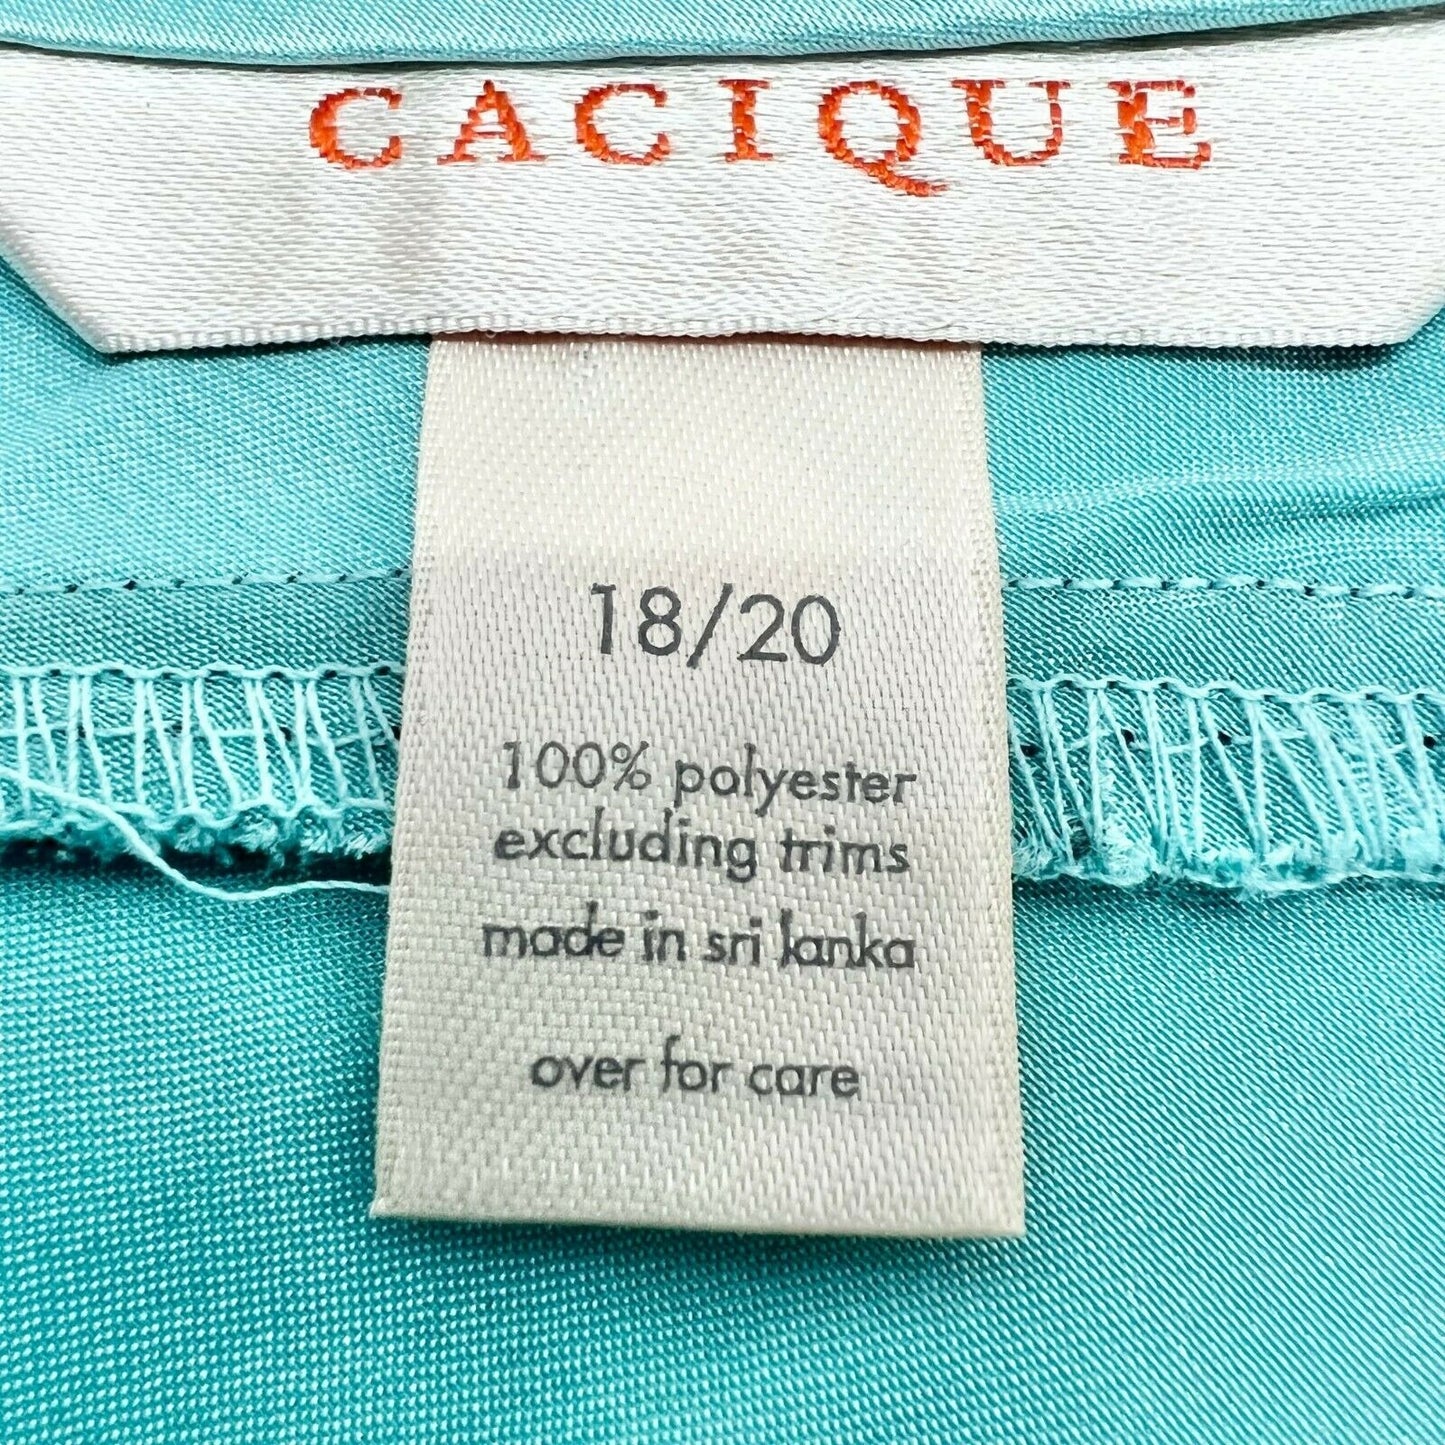 CACIQUE
18/20
100% polyester
excluding trims
made in sri lanka
over for care